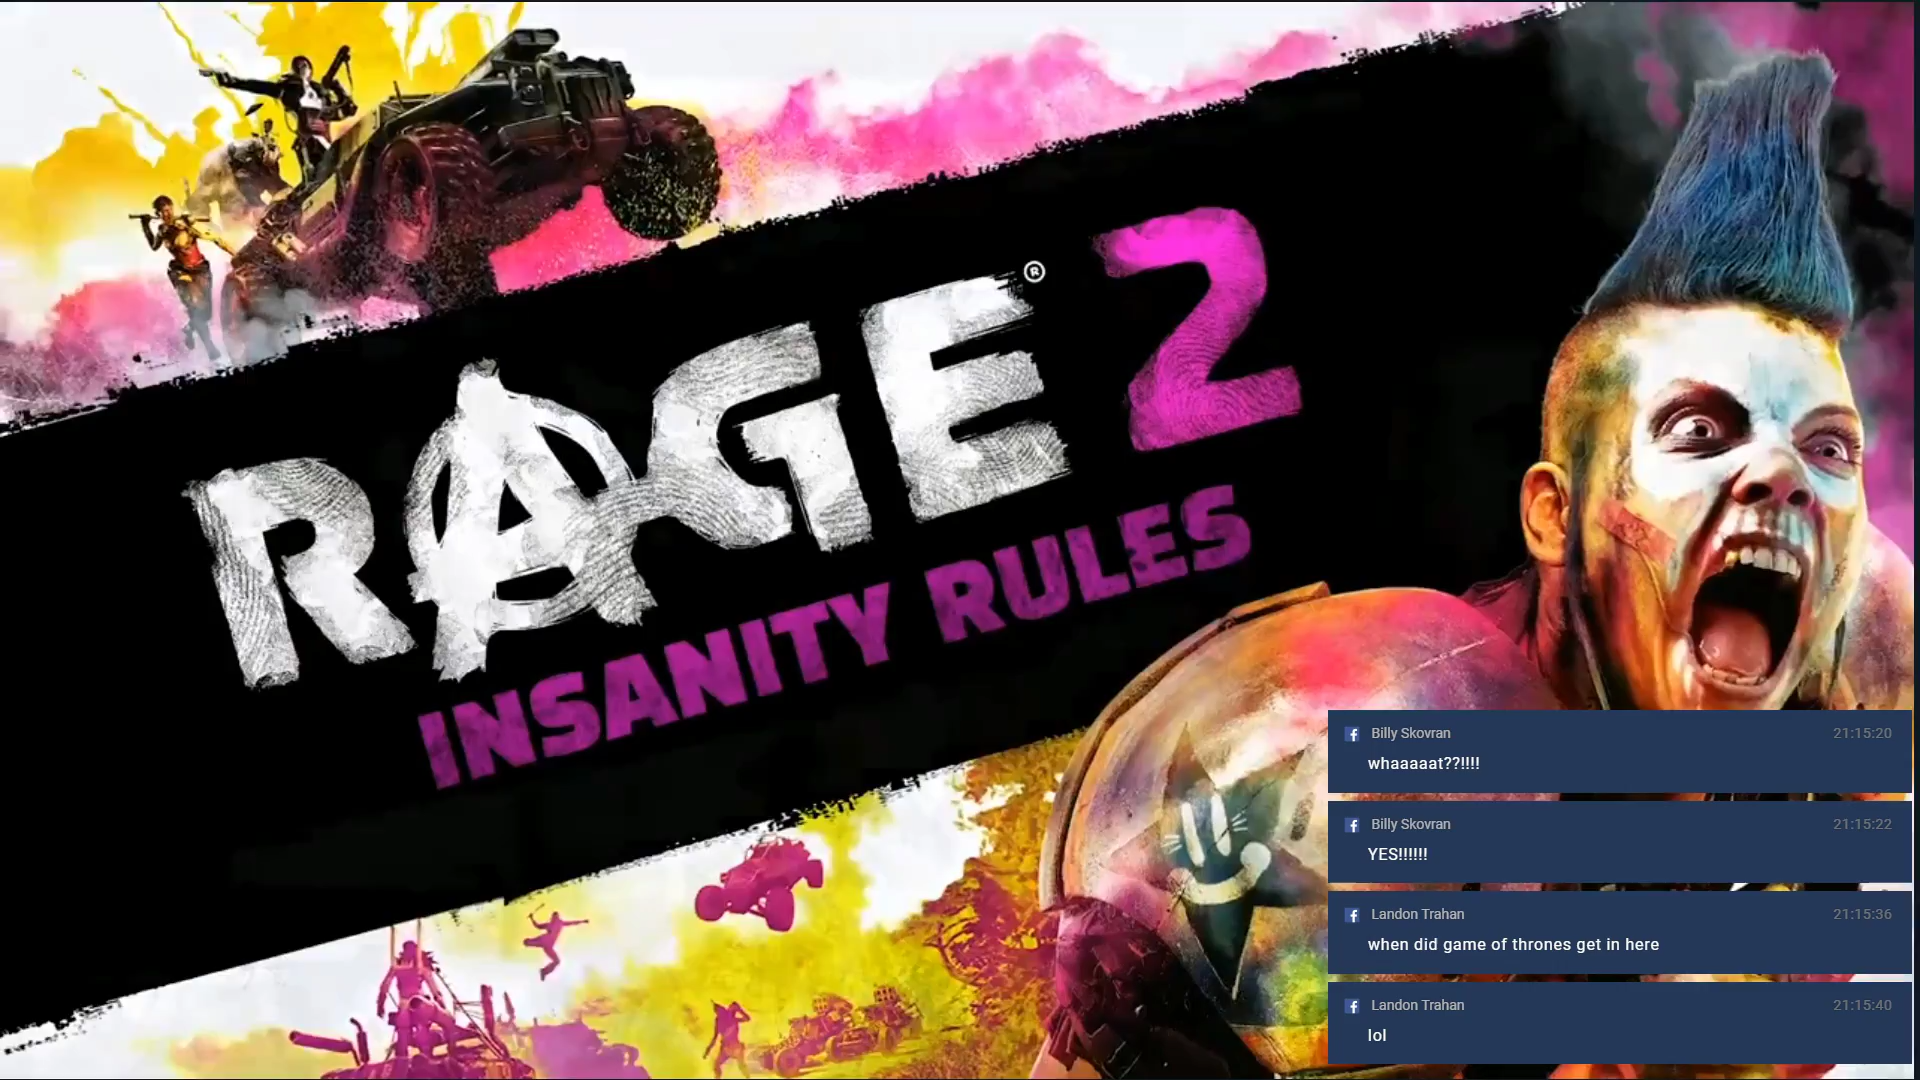 RAGE® 2
INSANITY RULES
Billy Skovran 21:15:20
whaaaaat??!!!!
Billy Skovran 21:15:22
YES!!!!!!
Landon Trahan 21:15:36
when did game of thrones get in here
Landon Trahan 21:15:40
lol